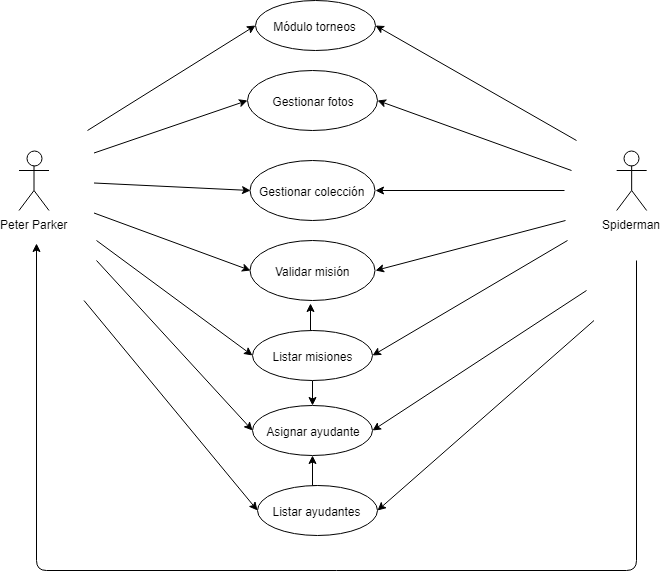 Módulo torneos
Gestionar fotos
Gestionar colección
Peter Parker
Spiderman
Validar misión
Listar misiones
Asignar ayudante
Listar ayudantes